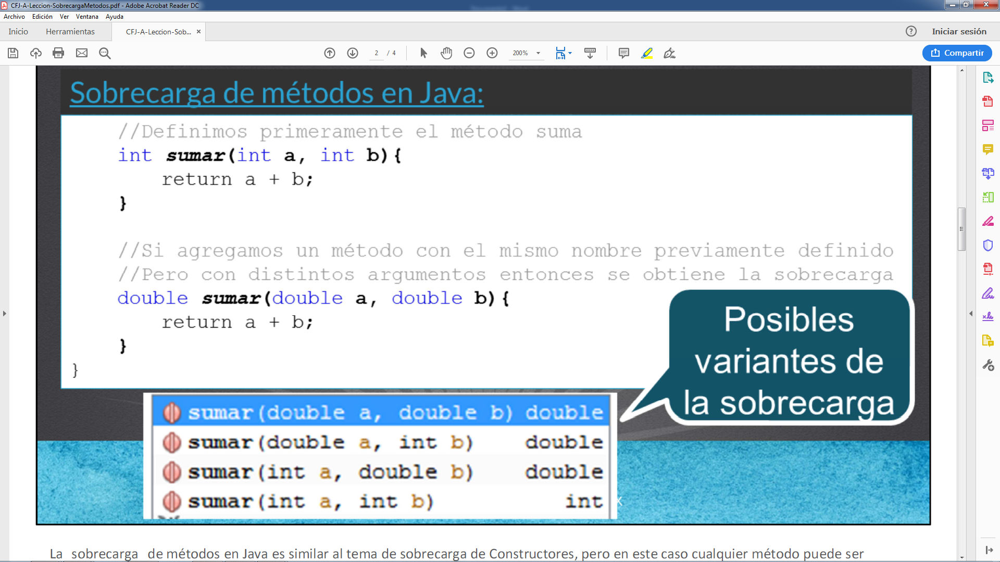 CFJ-A-Leccion-SobrecargaMetodos.pdf - Adobe Acrobat Reader DC
Archivo Edición Ver Ventana Ayuda
Inicio Herramientas CFJ-A-Leccion-Sob... × Iniciar sesión
2 / 4 200% Compartir
Sobrecarga de métodos en Java:
//Definimos primeramente el método suma
int sumar(int a, int b){
return a + b;
}
//Si agregamos un método con el mismo nombre previamente definido
//Pero con distintos argumentos entonces se obtiene la sobrecarga
double sumar(double a, double b){
return a + b;
}
}
Posibles
variantes de
la sobrecarga
sumar(double a, double b) double
sumar(double a, int b) double
sumar(int a, double b) double
sumar(int a, int b) int
x
La sobrecarga de métodos en Java es similar al tema de sobrecarga de Constructores, pero en este caso cualquier método puede ser